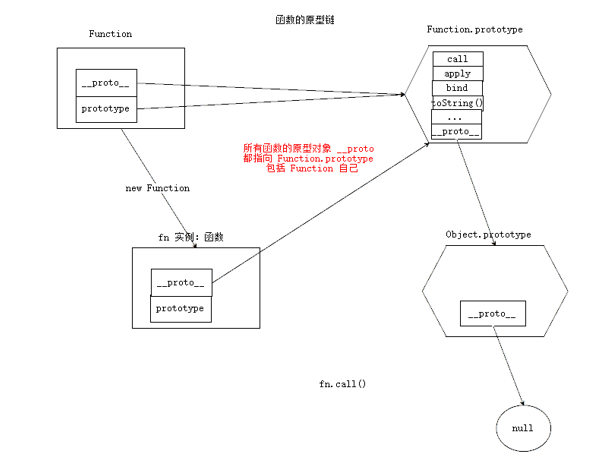 函数的原型链
Function
__proto__
prototype
Function.prototype
call
apply
bind
toString()
...
__proto__
所有函数的原型对象 __proto
都指向 Function.prototype
包括 Function 自己
new Function
fn 实例: 函数
__proto__
prototype
Object.prototype
__proto__
fn.call()
null